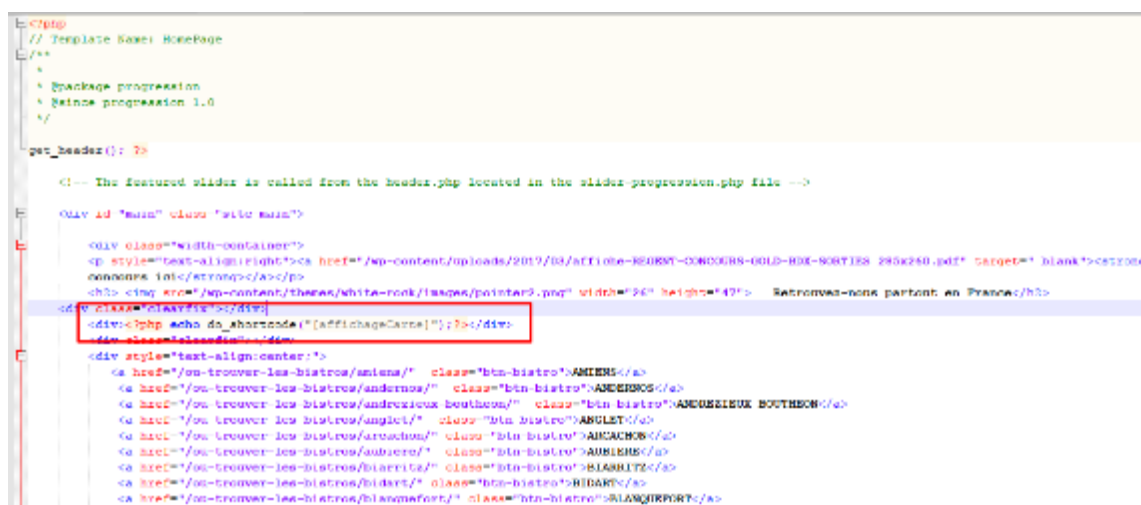 <?php
// Template Name: HomePage
/**
*
* @package progression
* @since progression 1.0
*/
get_header(); ?>
<!-- The featured slider is called from the header.php located in the slider-progression.php file -->
<div id="main" class="site-main">
<div class="width-container">
<p style="text-align:right"><a href="/wp-content/uploads/2017/03/affiche-REGENT-CONCOURS-GOLD-BOX-SORTIES 280x260.pdf" target="_blank"><strong
concours ici</strong></a></p>
<h2> <img src="/wp-content/themes/white-rock/images/pointer2.png" width="26" height="47"> Retrouvez-nous partout en France</h2>
<div class="clearfix"></div>
<div><?php echo do_shortcode("[affichageCarte]");?></div>
<div class="clearfix"></div>
<div style="text-align:center;">
<a href="/ou-trouver-les-bistros/amiens/" class="btn-bistro">AMIENS</a>
<a href="/ou-trouver-les-bistros/andernos/" class="btn-bistro">ANDERNOS</a>
<a href="/ou-trouver-les-bistros/andrezieux-boutheon/" class="btn-bistro">ANDREZIEUX BOUTHEON</a>
<a href="/ou-trouver-les-bistros/anglet/" class="btn-bistro">ANGLET</a>
<a href="/ou-trouver-les-bistros/arcachon/" class="btn-bistro">ARCACHON</a>
<a href="/ou-trouver-les-bistros/aubiere/" class="btn-bistro">AUBIERE</a>
<a href="/ou-trouver-les-bistros/biarritz/" class="btn-bistro">BIARRITZ</a>
<a href="/ou-trouver-les-bistros/bidart/" class="btn-bistro">BIDART</a>
<a href="/ou-trouver-les-bistros/blanquefort/" class="btn-bistro">BLANQUEFORT</a>